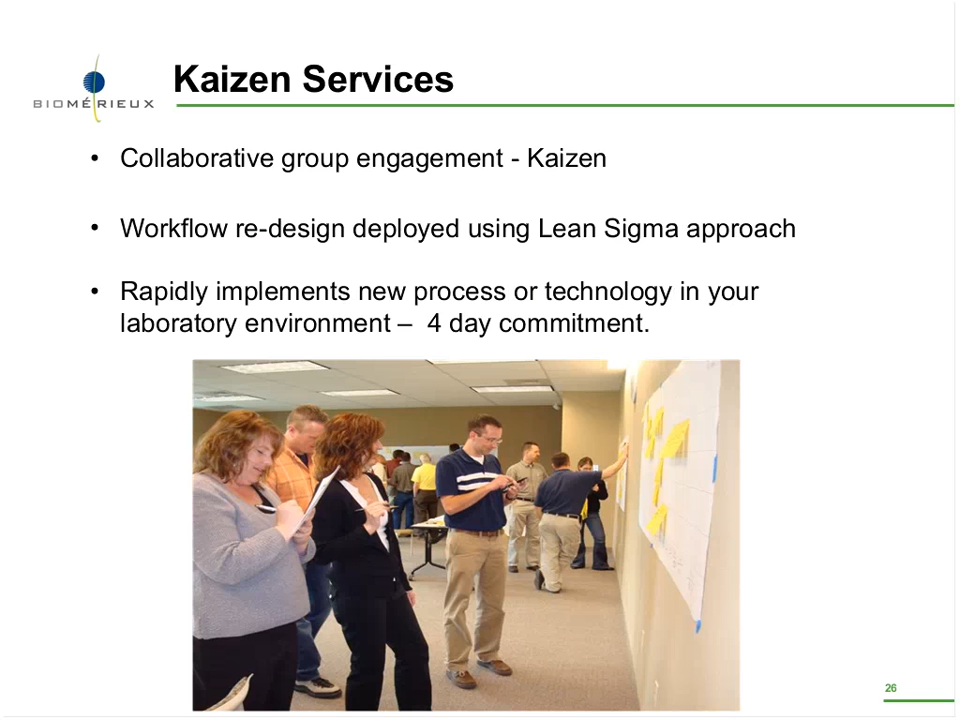 BIOMÉRIEUX
Kaizen Services
• Collaborative group engagement - Kaizen
• Workflow re-design deployed using Lean Sigma approach
• Rapidly implements new process or technology in your
laboratory environment – 4 day commitment.
26